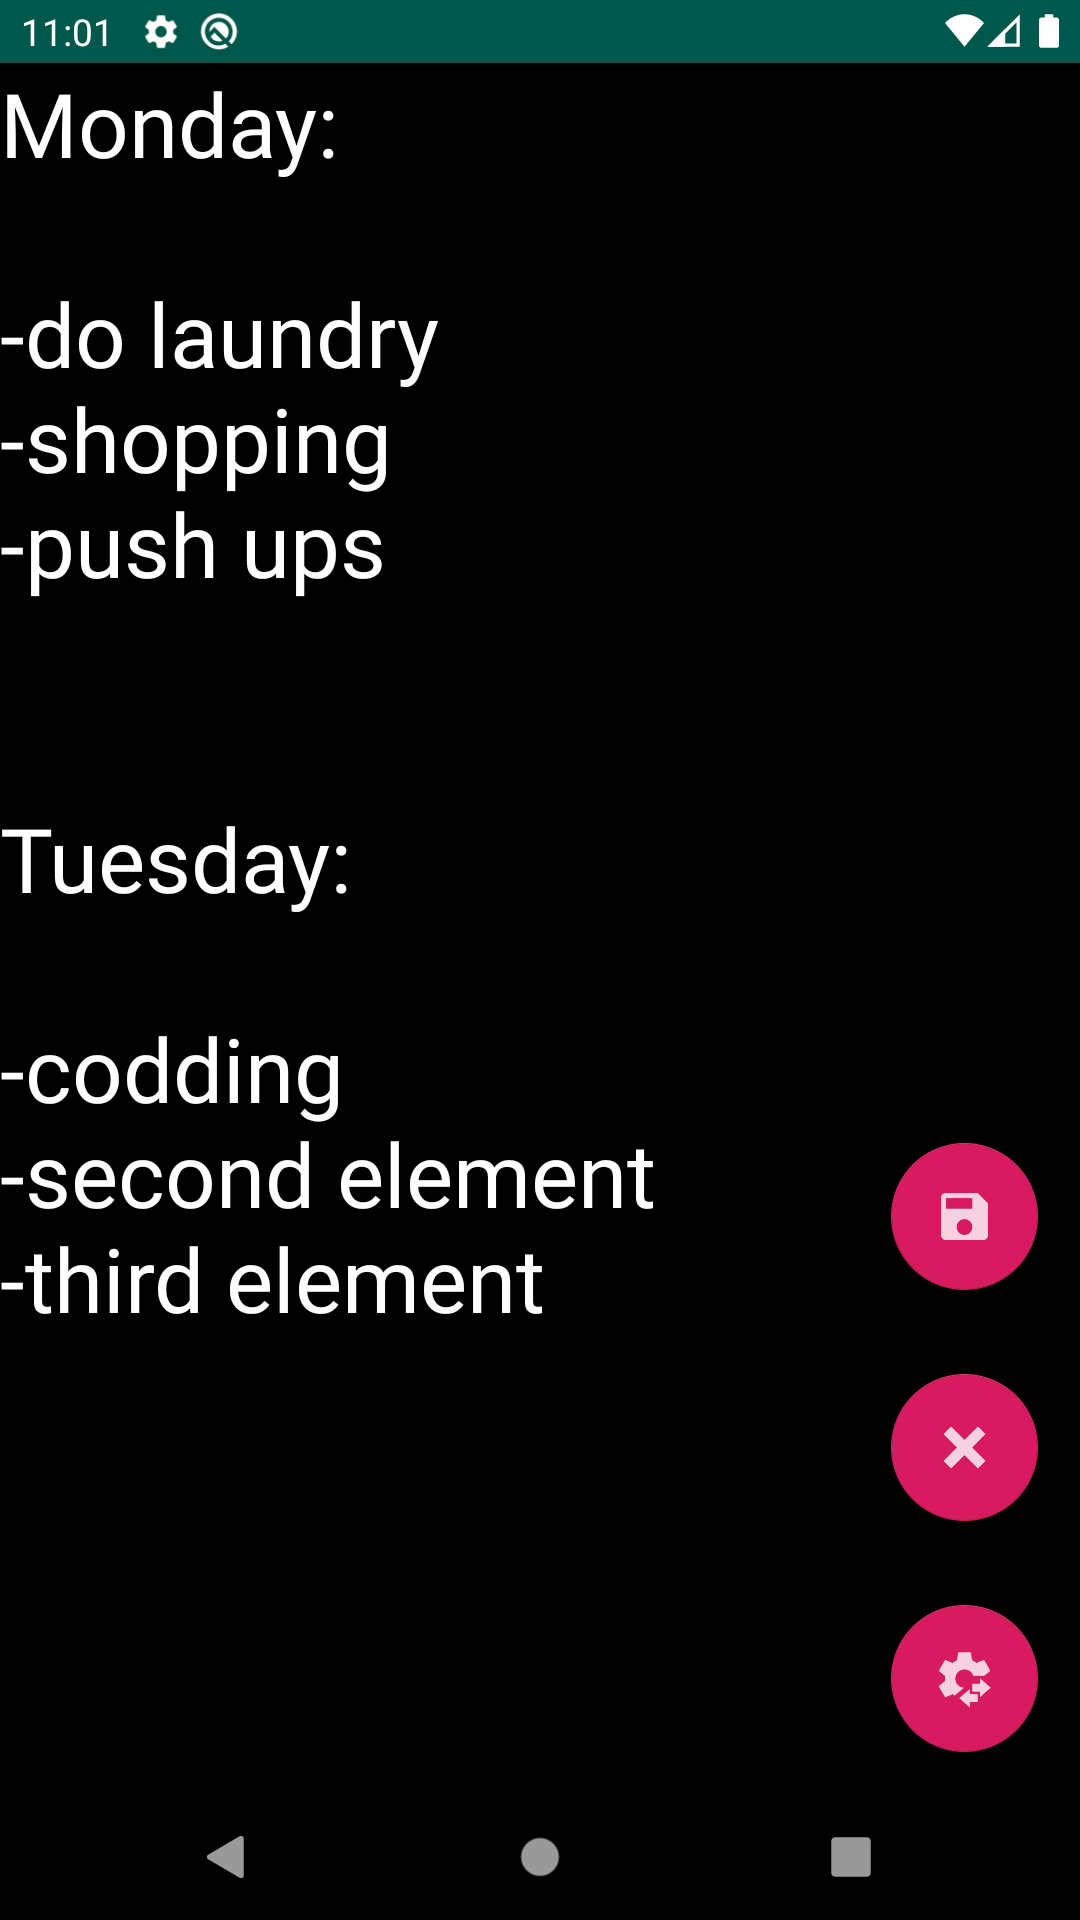 11:01
Monday:
-do laundry
-shopping
-push ups
Tuesday:
-codding
-second element
-third element